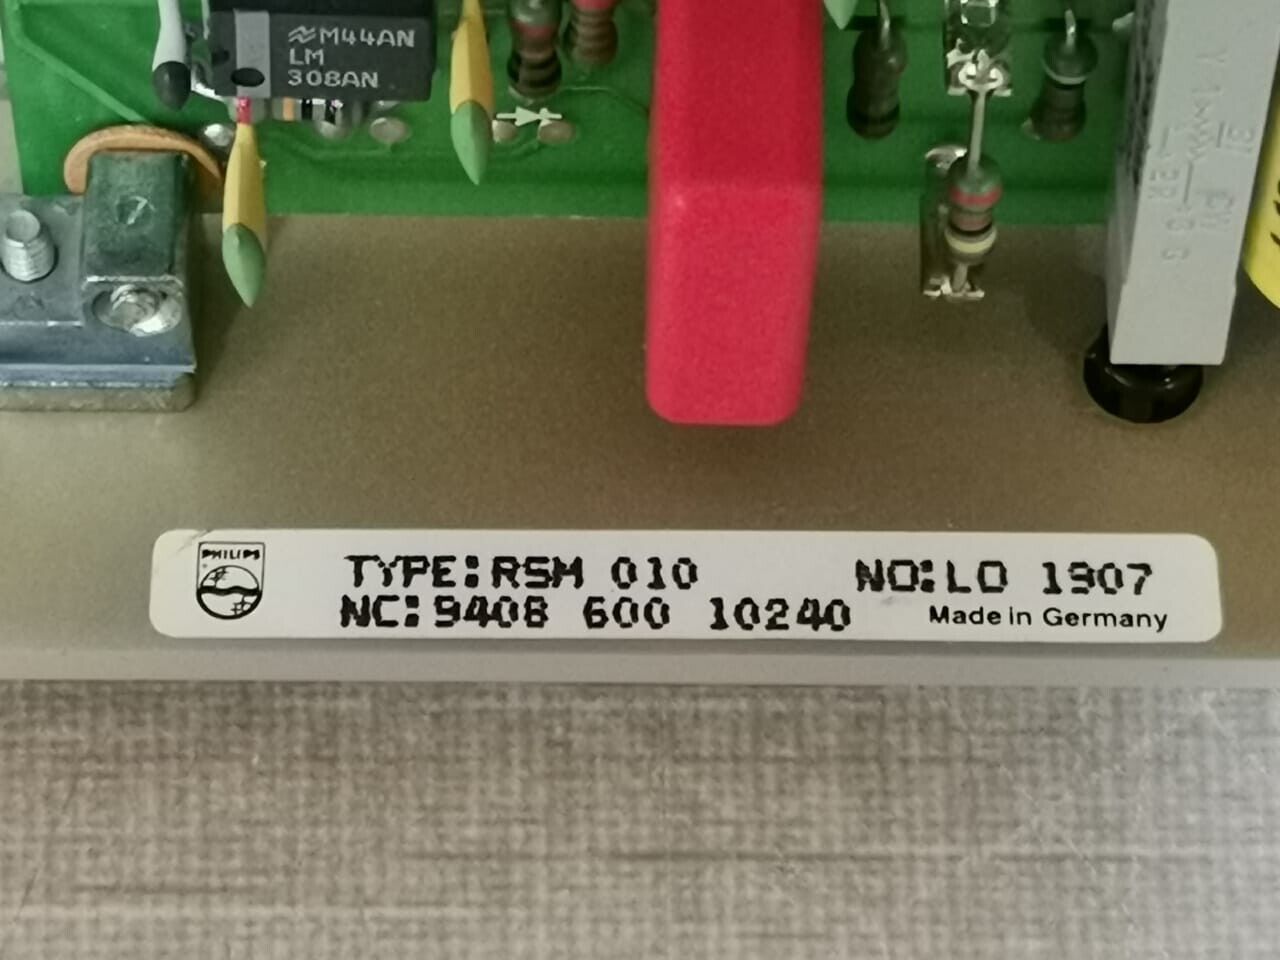 M44AN
LM
308AN
PHILIPS
TYPE:RSM 010
NO:LO 1907
NC:9408 600 10240
Made in Germany